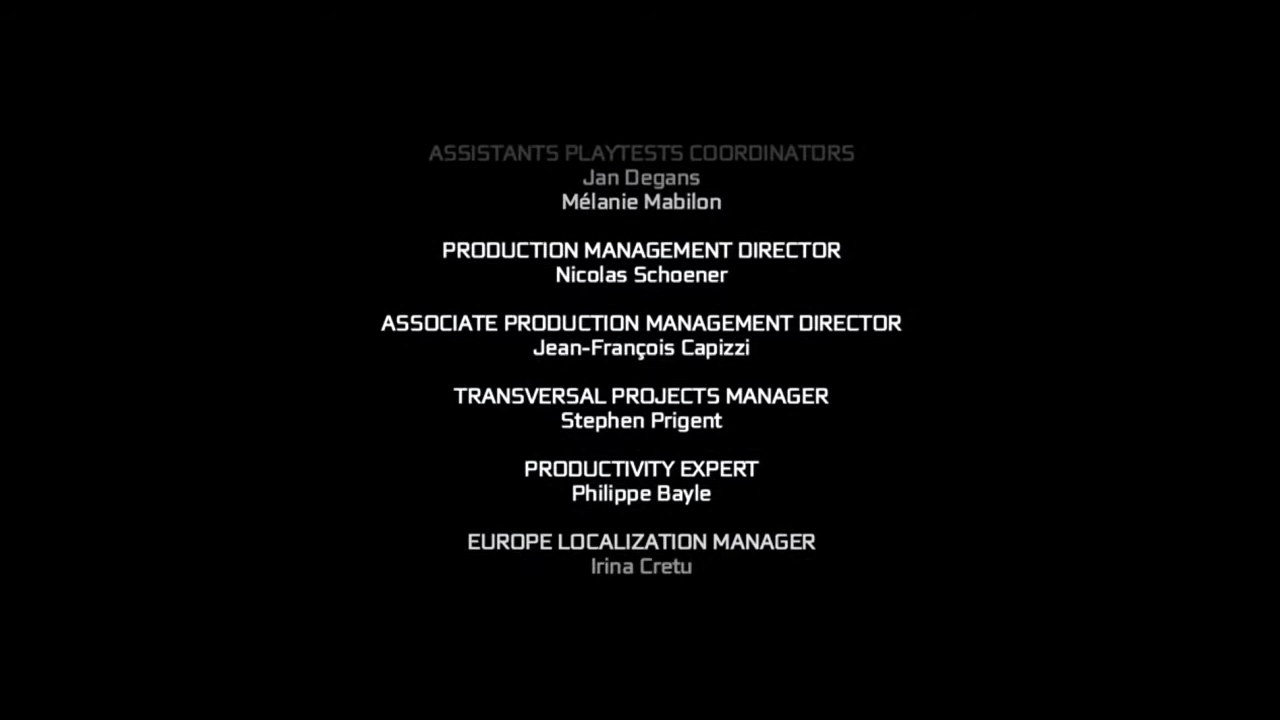 ASSISTANTS PLAYTESTS COORDINATORS
Jan Degans
Mélanie Mabilon
PRODUCTION MANAGEMENT DIRECTOR
Nicolas Schoener
ASSOCIATE PRODUCTION MANAGEMENT DIRECTOR
Jean-François Capizzi
TRANSVERSAL PROJECTS MANAGER
Stephen Prigent
PRODUCTIVITY EXPERT
Philippe Bayle
EUROPE LOCALIZATION MANAGER
Irina Cretu